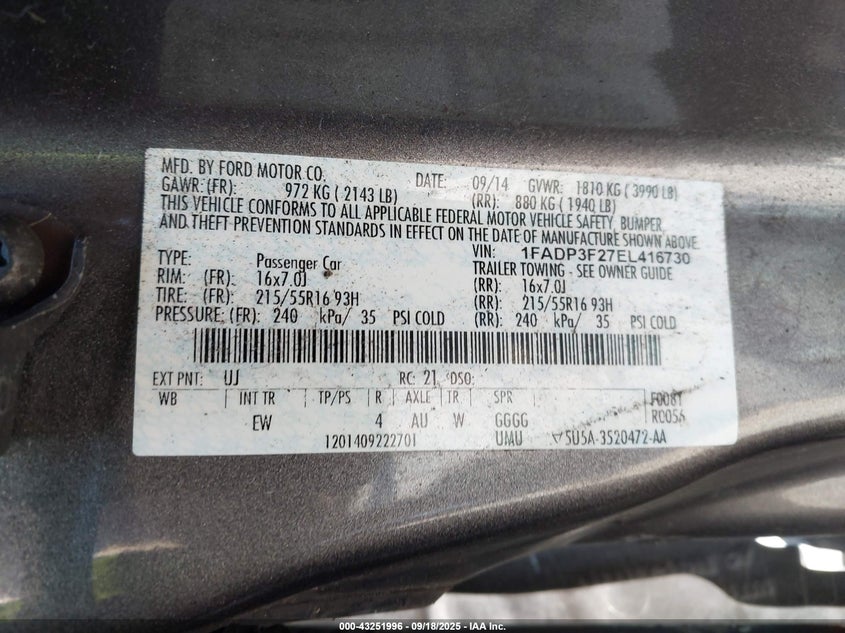 MFD. BY FORD MOTOR CO. DATE: 09/14 GVWR: 1810 KG ( 3990 LB)
GAWR: (FR): 972 KG ( 2143 LB) (RR): 880 KG ( 1940 LB)
THIS VEHICLE CONFORMS TO ALL APPLICABLE FEDERAL MOTOR VEHICLE SAFETY, BUMPER,
AND THEFT PREVENTION STANDARDS IN EFFECT ON THE DATE OF MANUFACTURE SHOWN ABOVE.
VIN: 1FADP3F27EL416730
TYPE: Passenger Car TRAILER TOWING - SEE OWNER GUIDE
RIM: (FR): 16x7.0J (RR): 16x7.0J
TIRE: (FR): 215/55R16 93H (RR): 215/55R16 93H
PRESSURE: (FR): 240 kPa/ 35 PSI COLD (RR): 240 kPa/ 35 PSI COLD
EXT PNT: UJ RC: 21 DSO:
WB INT TR TP/PS R AXLE TR SPR F0081
EW 4 AU W GGGG R0056
1201409222701 UMU 5U5A-3520472-AA
000-43251996 - 09/18/2025 - IAA Inc.